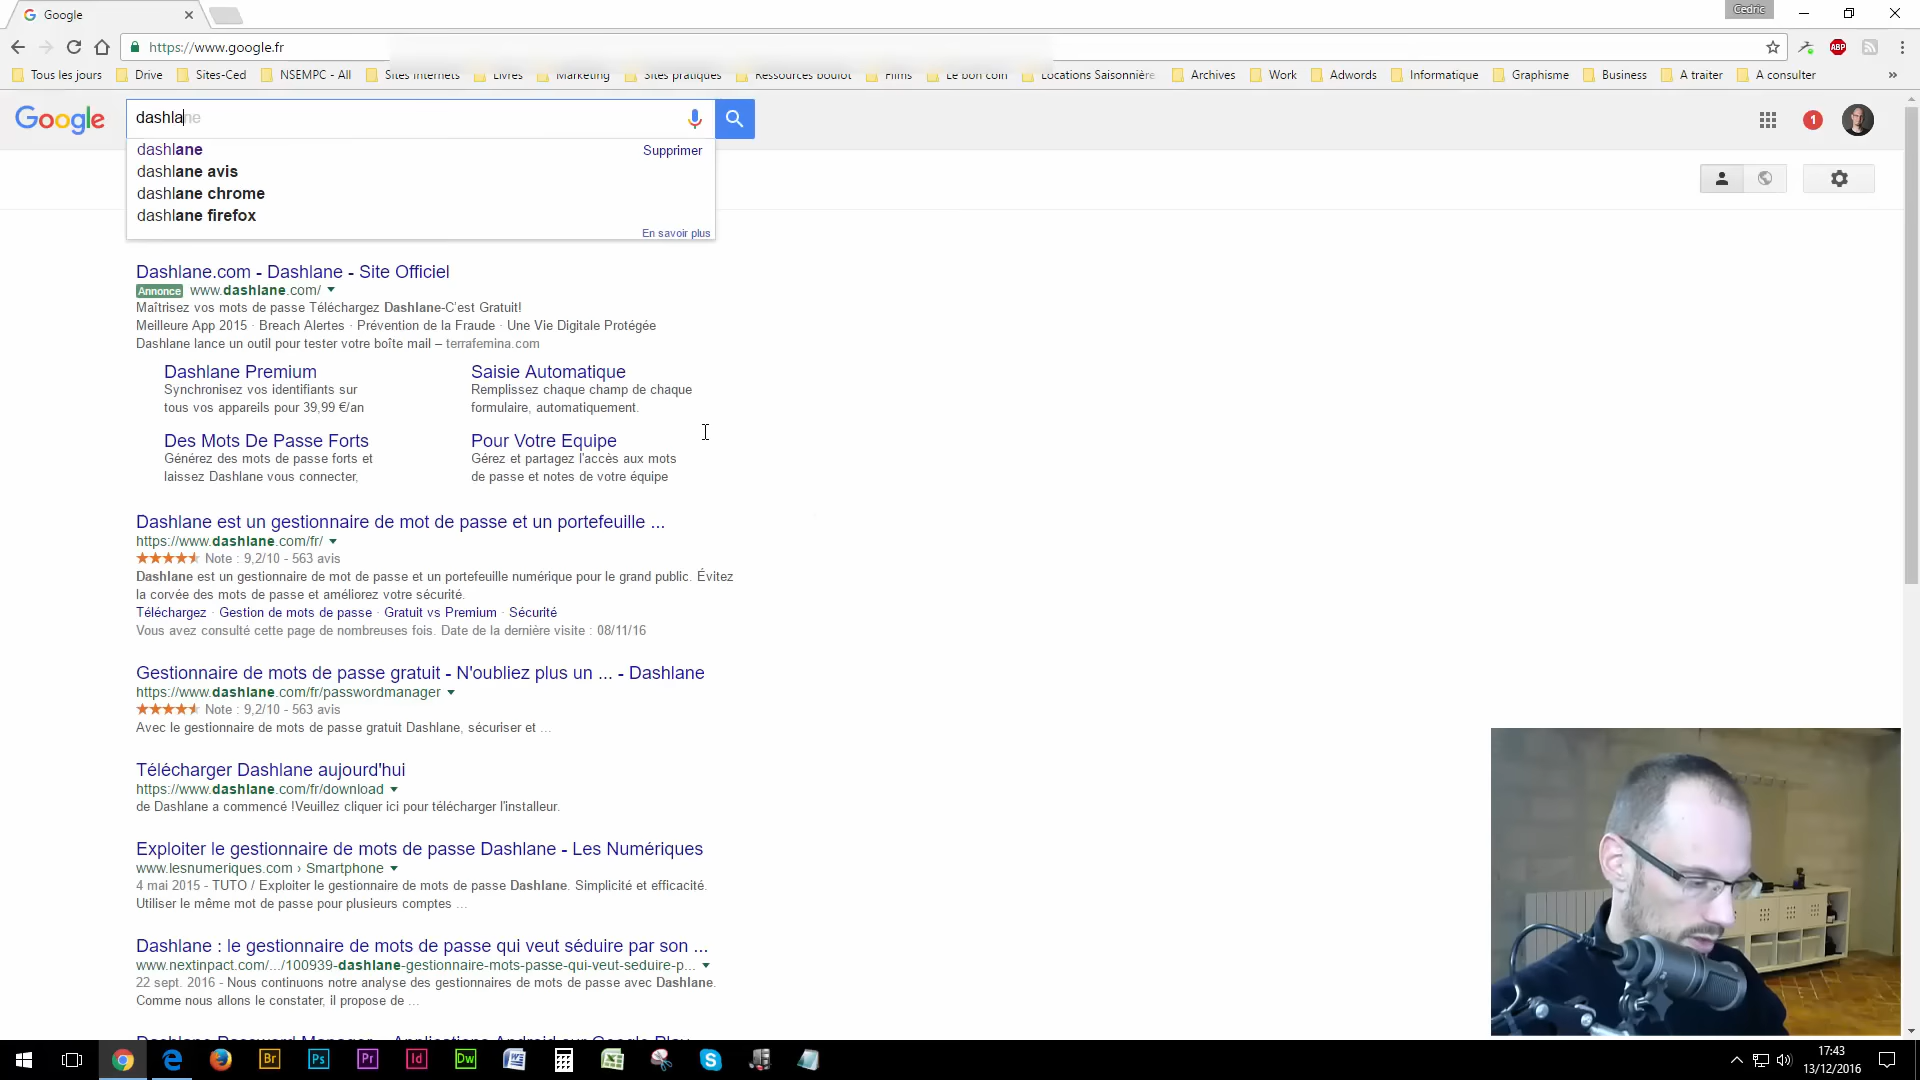 Google
Cedric
https://www.google.fr
ABP
Tous les jours
Drive
Sites-Ced
NSEMPC - All
Sites Internets
Livres
Marketing
Sites pratiques
Ressources boulot
Films
Le bon coin
Locations Saisonnière
Archives
Work
Adwords
Informatique
Graphisme
Business
A traiter
A consulter
»
Google
dashlane
1
dashlane
Supprimer
dashlane avis
dashlane chrome
dashlane firefox
En savoir plus
Dashlane.com - Dashlane - Site Officiel
Annonce www.dashlane.com/
Maîtrisez vos mots de passe Téléchargez Dashlane-C'est Gratuit!
Meilleure App 2015 · Breach Alertes · Prévention de la Fraude · Une Vie Digitale Protégée
Dashlane lance un outil pour tester votre boîte mail – terrafemina.com
Dashlane Premium
Synchronisez vos identifiants sur
tous vos appareils pour 39,99 €/an
Saisie Automatique
Remplissez chaque champ de chaque
formulaire, automatiquement.
Des Mots De Passe Forts
Générez des mots de passe forts et
laissez Dashlane vous connecter,
Pour Votre Equipe
Gérez et partagez l'accès aux mots
de passe et notes de votre équipe
Dashlane est un gestionnaire de mot de passe et un portefeuille ...
https://www.dashlane.com/fr/
Note : 9,2/10 - 563 avis
Dashlane est un gestionnaire de mot de passe et un portefeuille numérique pour le grand public. Évitez
la corvée des mots de passe et améliorez votre sécurité.
Téléchargez · Gestion de mots de passe · Gratuit vs Premium · Sécurité
Vous avez consulté cette page de nombreuses fois. Date de la dernière visite : 08/11/16
Gestionnaire de mots de passe gratuit - N'oubliez plus un ... - Dashlane
https://www.dashlane.com/fr/passwordmanager
Note : 9,2/10 - 563 avis
Avec le gestionnaire de mots de passe gratuit Dashlane, sécuriser et ...
Télécharger Dashlane aujourd'hui
https://www.dashlane.com/fr/download
de Dashlane a commencé !Veuillez cliquer ici pour télécharger l'installeur.
Exploiter le gestionnaire de mots de passe Dashlane - Les Numériques
www.lesnumeriques.com › Smartphone
4 mai 2015 - TUTO / Exploiter le gestionnaire de mots de passe Dashlane. Simplicité et efficacité.
Utiliser le même mot de passe pour plusieurs comptes ...
Dashlane : le gestionnaire de mots de passe qui veut séduire par son ...
www.nextinpact.com/.../100939-dashlane-gestionnaire-mots-passe-qui-veut-seduire-p...
22 sept. 2016 - Nous continuons notre analyse des gestionnaires de mots de passe avec Dashlane.
Comme nous allons le constater, il propose de ...
Dashlane Password Manager - Applications Android sur Google Play
Br
Ps
Pr
Id
Dw
17:43
13/12/2016